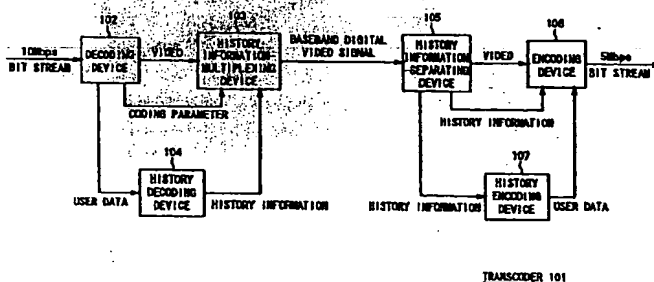 102
103
105
106
10Mbps
BIT STREAM
DECODING
DEVICE
VIDEO
HISTORY
INFORMATION
MULTIPLEXING
DEVICE
BASEBAND DIGITAL
VIDEO SIGNAL
HISTORY
INFORMATION
SEPARATING
DEVICE
VIDEO
ENCODING
DEVICE
5Mbps
BIT STREAM
CODING PARAMETER
HISTORY INFORMATION
104
107
USER DATA
HISTORY
DECODING
DEVICE
HISTORY INFORMATION
HISTORY INFORMATION
HISTORY
ENCODING
DEVICE
USER DATA
TRANSCODER 101